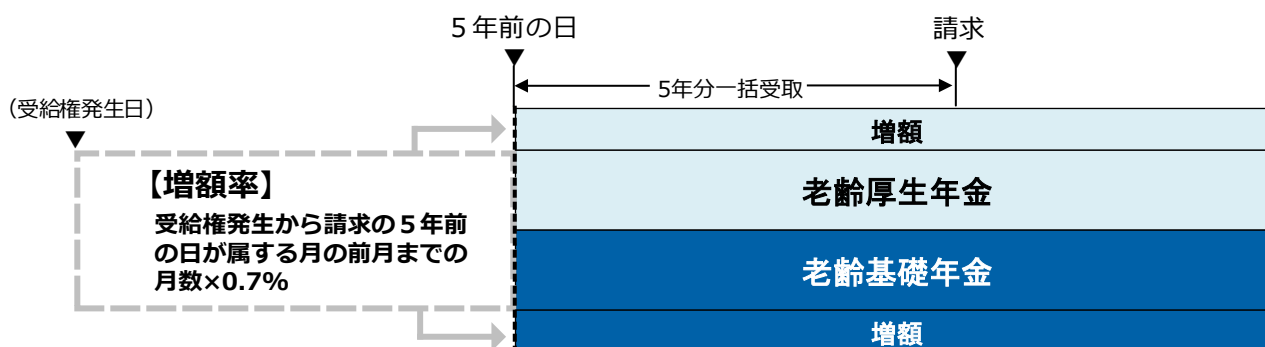 ５年前の日
請求
5年分一括受取
（受給権発生日）
増額
【増額率】
受給権発生から請求の５年前
の日が属する月の前月までの
月数×0.7%
老齢厚生年金
老齢基礎年金
増額